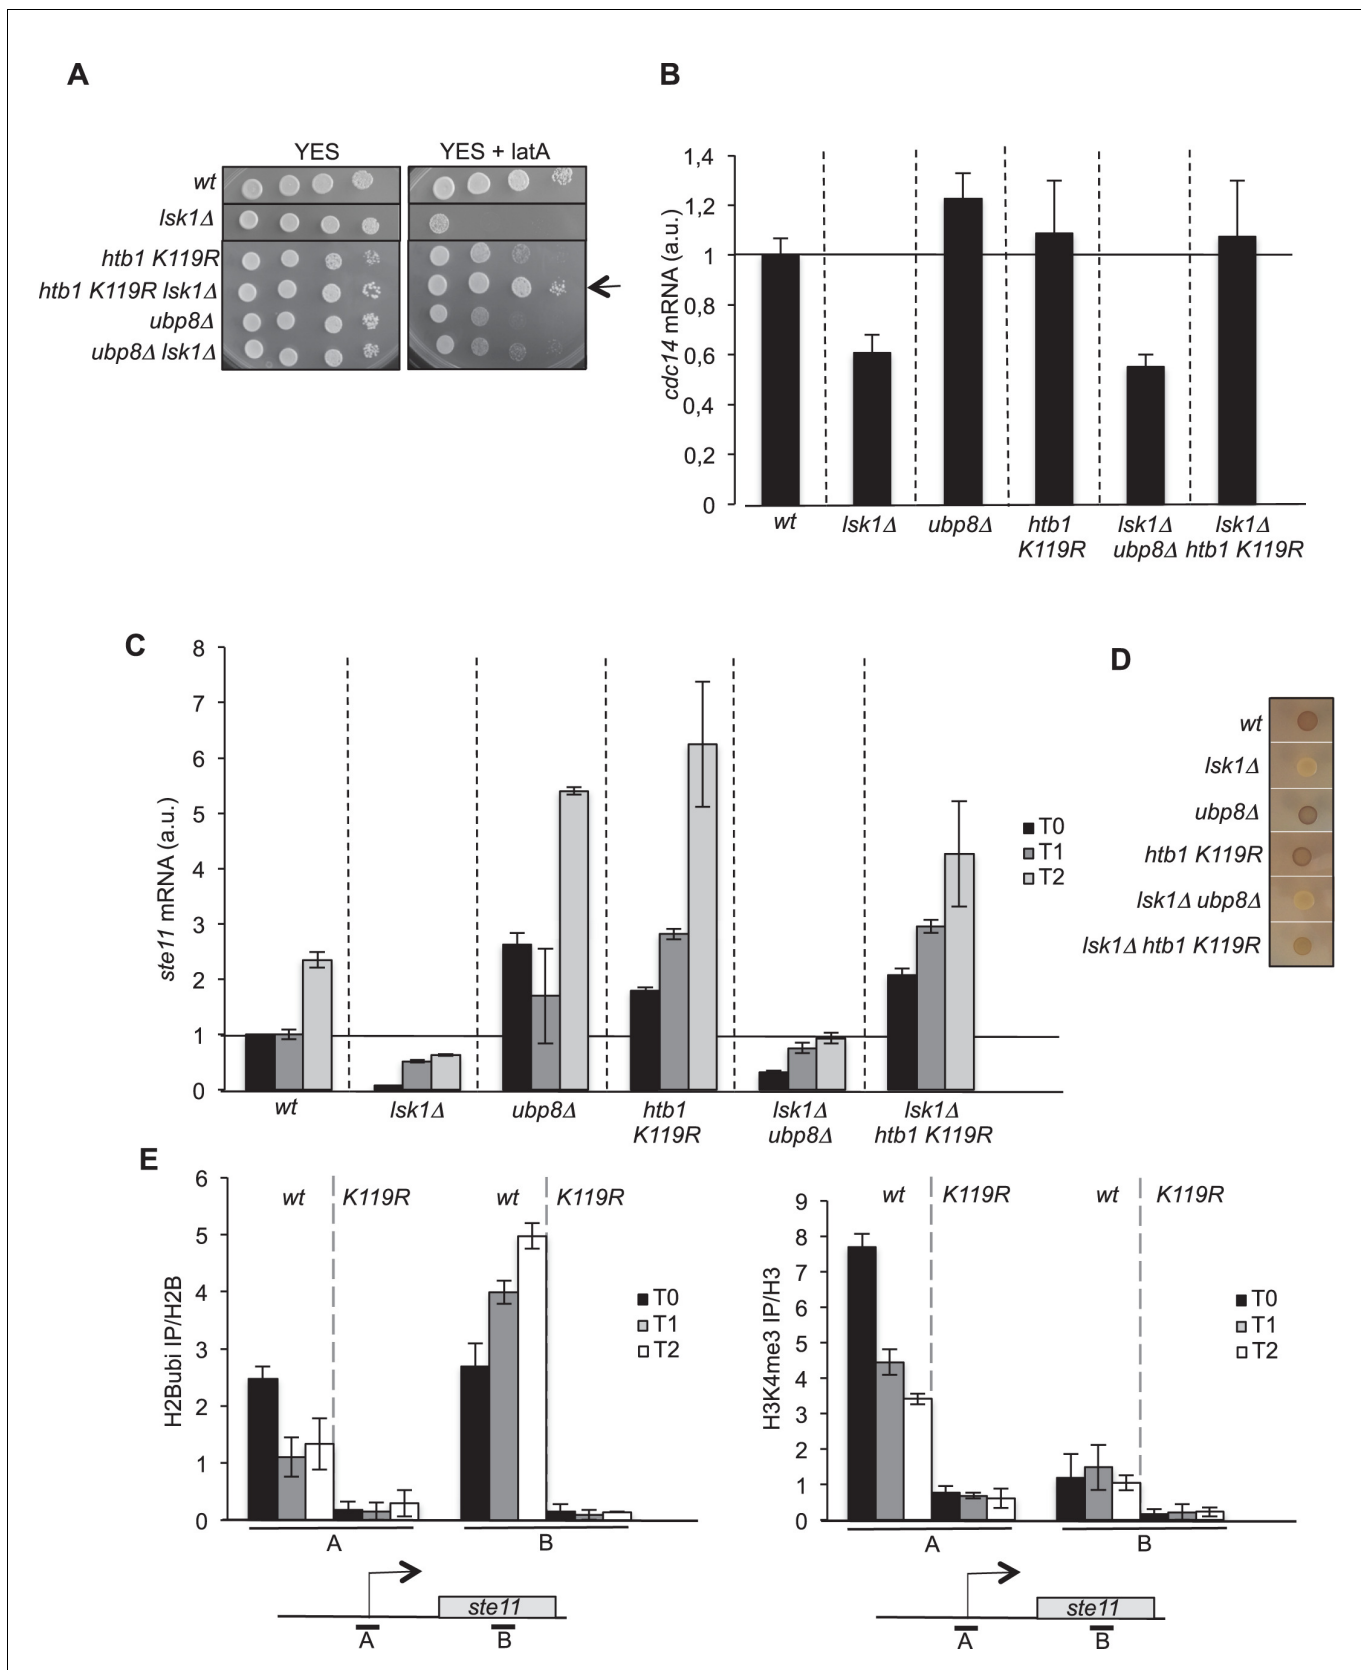 A
YES
YES + latA
wt
lsk1Δ
htb1 K119R
htb1 K119R lsk1Δ
ubp8Δ
ubp8Δ lsk1Δ
B
cdc14 mRNA (a.u.)
1,4
1,2
1
0,8
0,6
0,4
0,2
0
wt
lsk1Δ
ubp8Δ
htb1
K119R
lsk1Δ
ubp8Δ
lsk1Δ
htb1 K119R
C
ste11 mRNA (a.u.)
8
7
6
5
4
3
2
1
0
T0
T1
T2
wt
lsk1Δ
ubp8Δ
htb1
K119R
lsk1Δ
ubp8Δ
lsk1Δ
htb1 K119R
D
wt
lsk1Δ
ubp8Δ
htb1 K119R
lsk1Δ ubp8Δ
lsk1Δ htb1 K119R
E
H2Bubi IP/H2B
6
5
4
3
2
1
0
wt
K119R
wt
K119R
T0
T1
T2
A
B
ste11
A
B
H3K4me3 IP/H3
9
8
7
6
5
4
3
2
1
0
wt
K119R
wt
K119R
T0
T1
T2
A
B
ste11
A
B